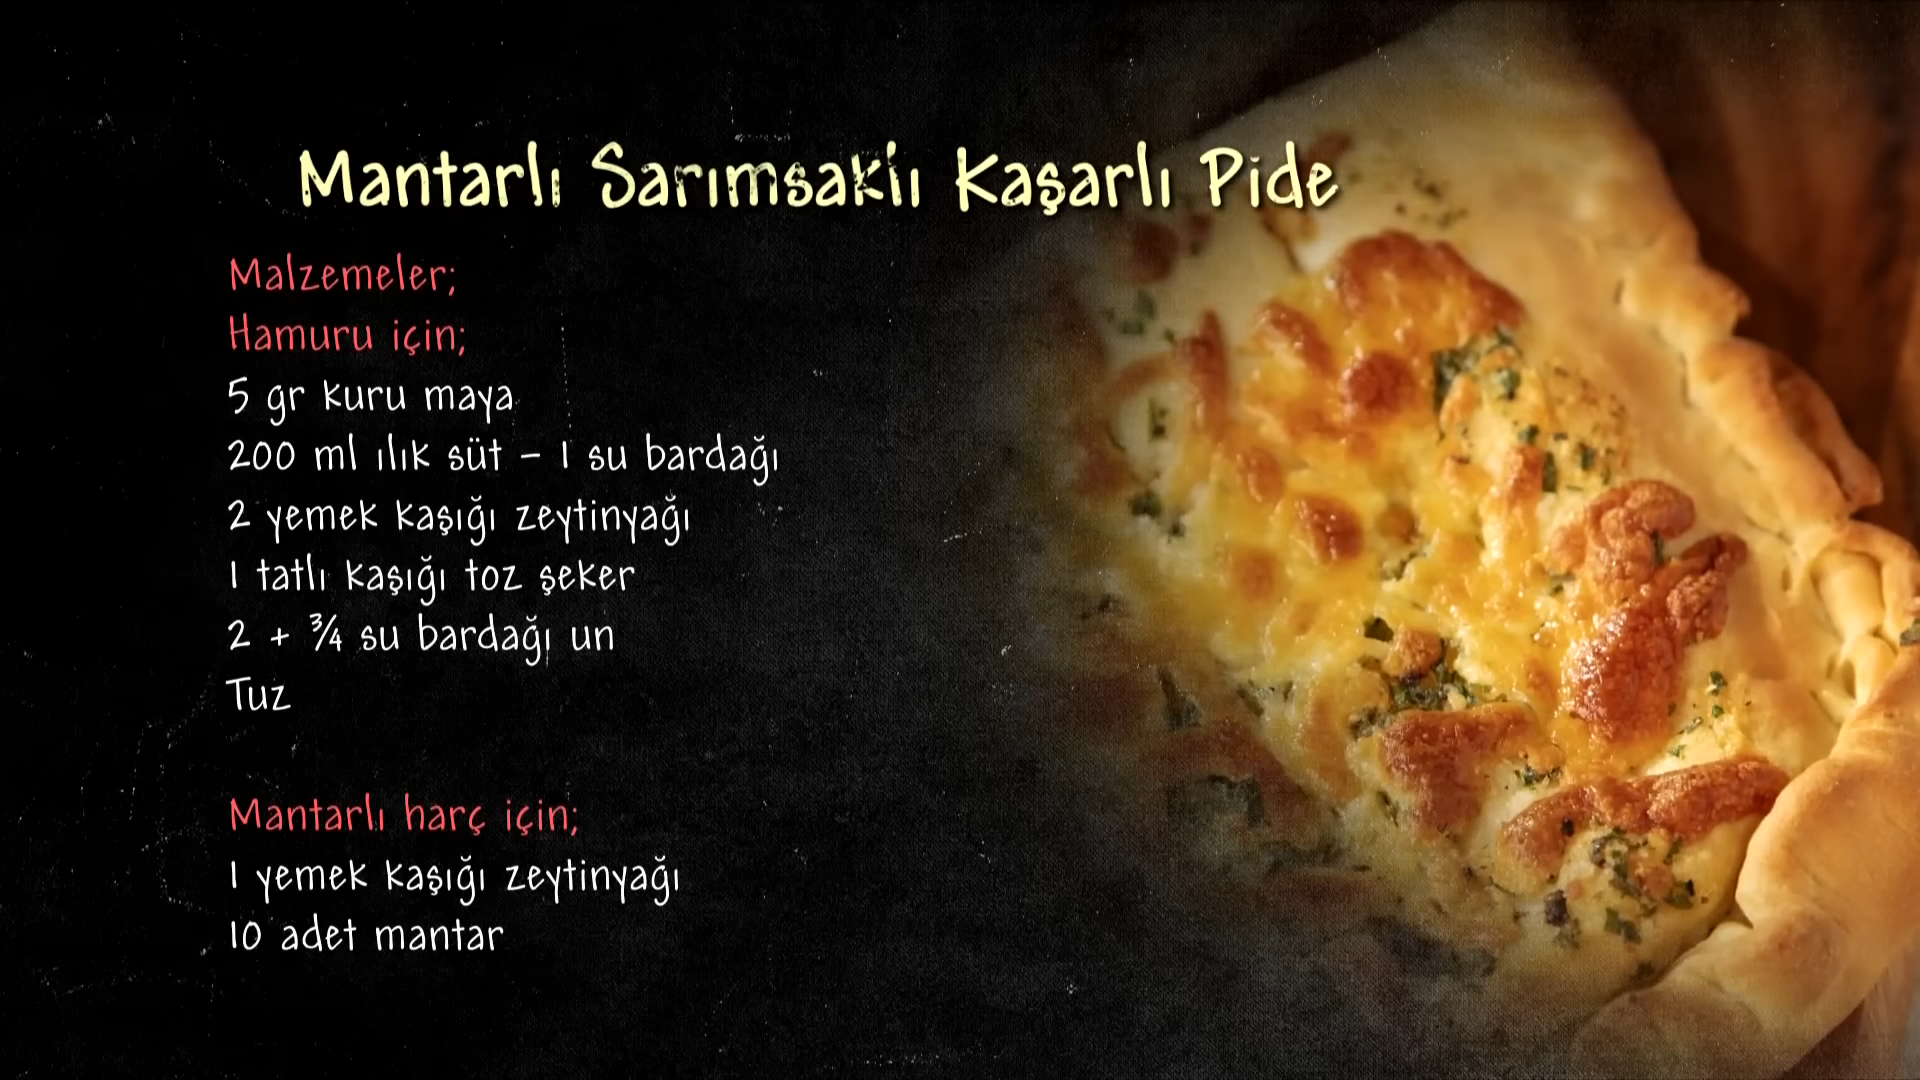 Mantarlı Sarımsaklı Kaşarlı Pide
Malzemeler;
Hamuru için;
5 gr kuru maya
200 ml ılık süt – 1 su bardağı
2 yemek kaşığı zeytinyağı
1 tatlı kaşığı toz şeker
2 + ¾ su bardağı un
Tuz
Mantarlı harç için;
1 yemek kaşığı zeytinyağı
10 adet mantar